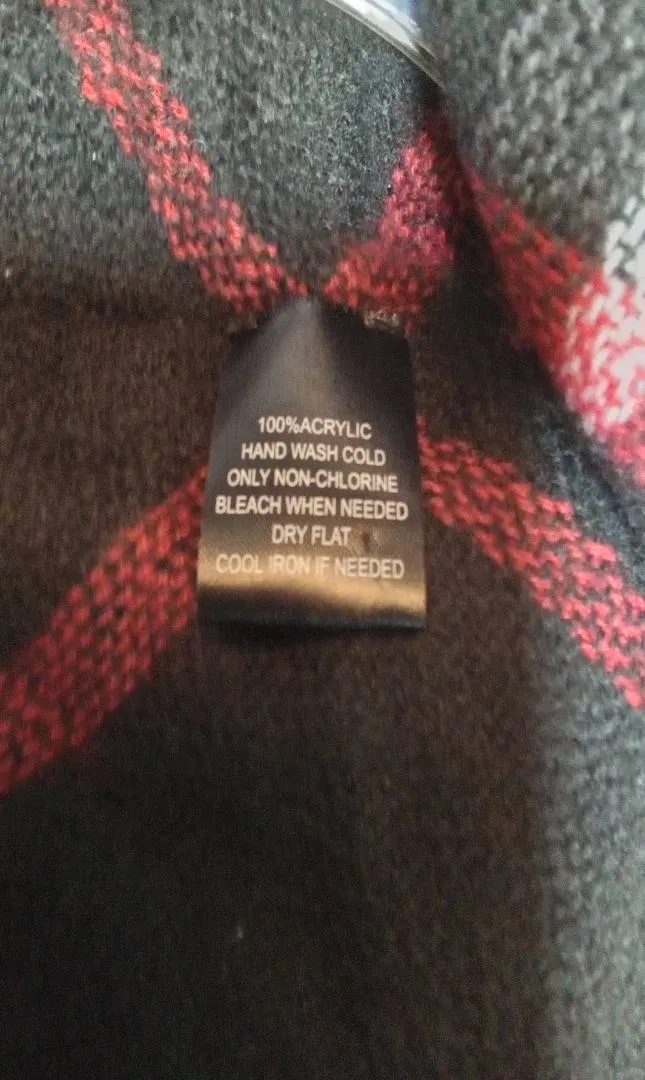 100%ACRYLIC
HAND WASH COLD
ONLY NON-CHLORINE
BLEACH WHEN NEEDED
DRY FLAT
COOL IRON IF NEEDED